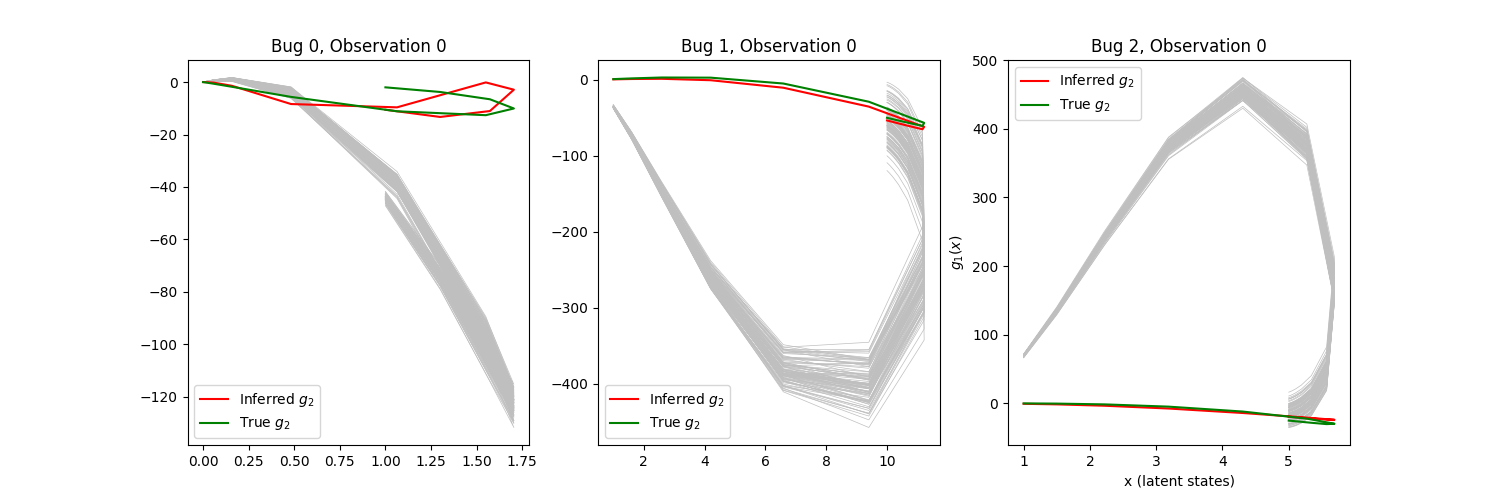 Bug 0, Observation 0
0
−20
−40
−60
−80
−100
−120
0.00 0.25 0.50 0.75 1.00 1.25 1.50 1.75
Inferred g₂
True g₂
Bug 1, Observation 0
0
−100
−200
−300
−400
2 4 6 8 10
Inferred g₂
True g₂
Bug 2, Observation 0
500
400
300
200
100
0
g₁(x)
1 2 3 4 5
x (latent states)
Inferred g₂
True g₂